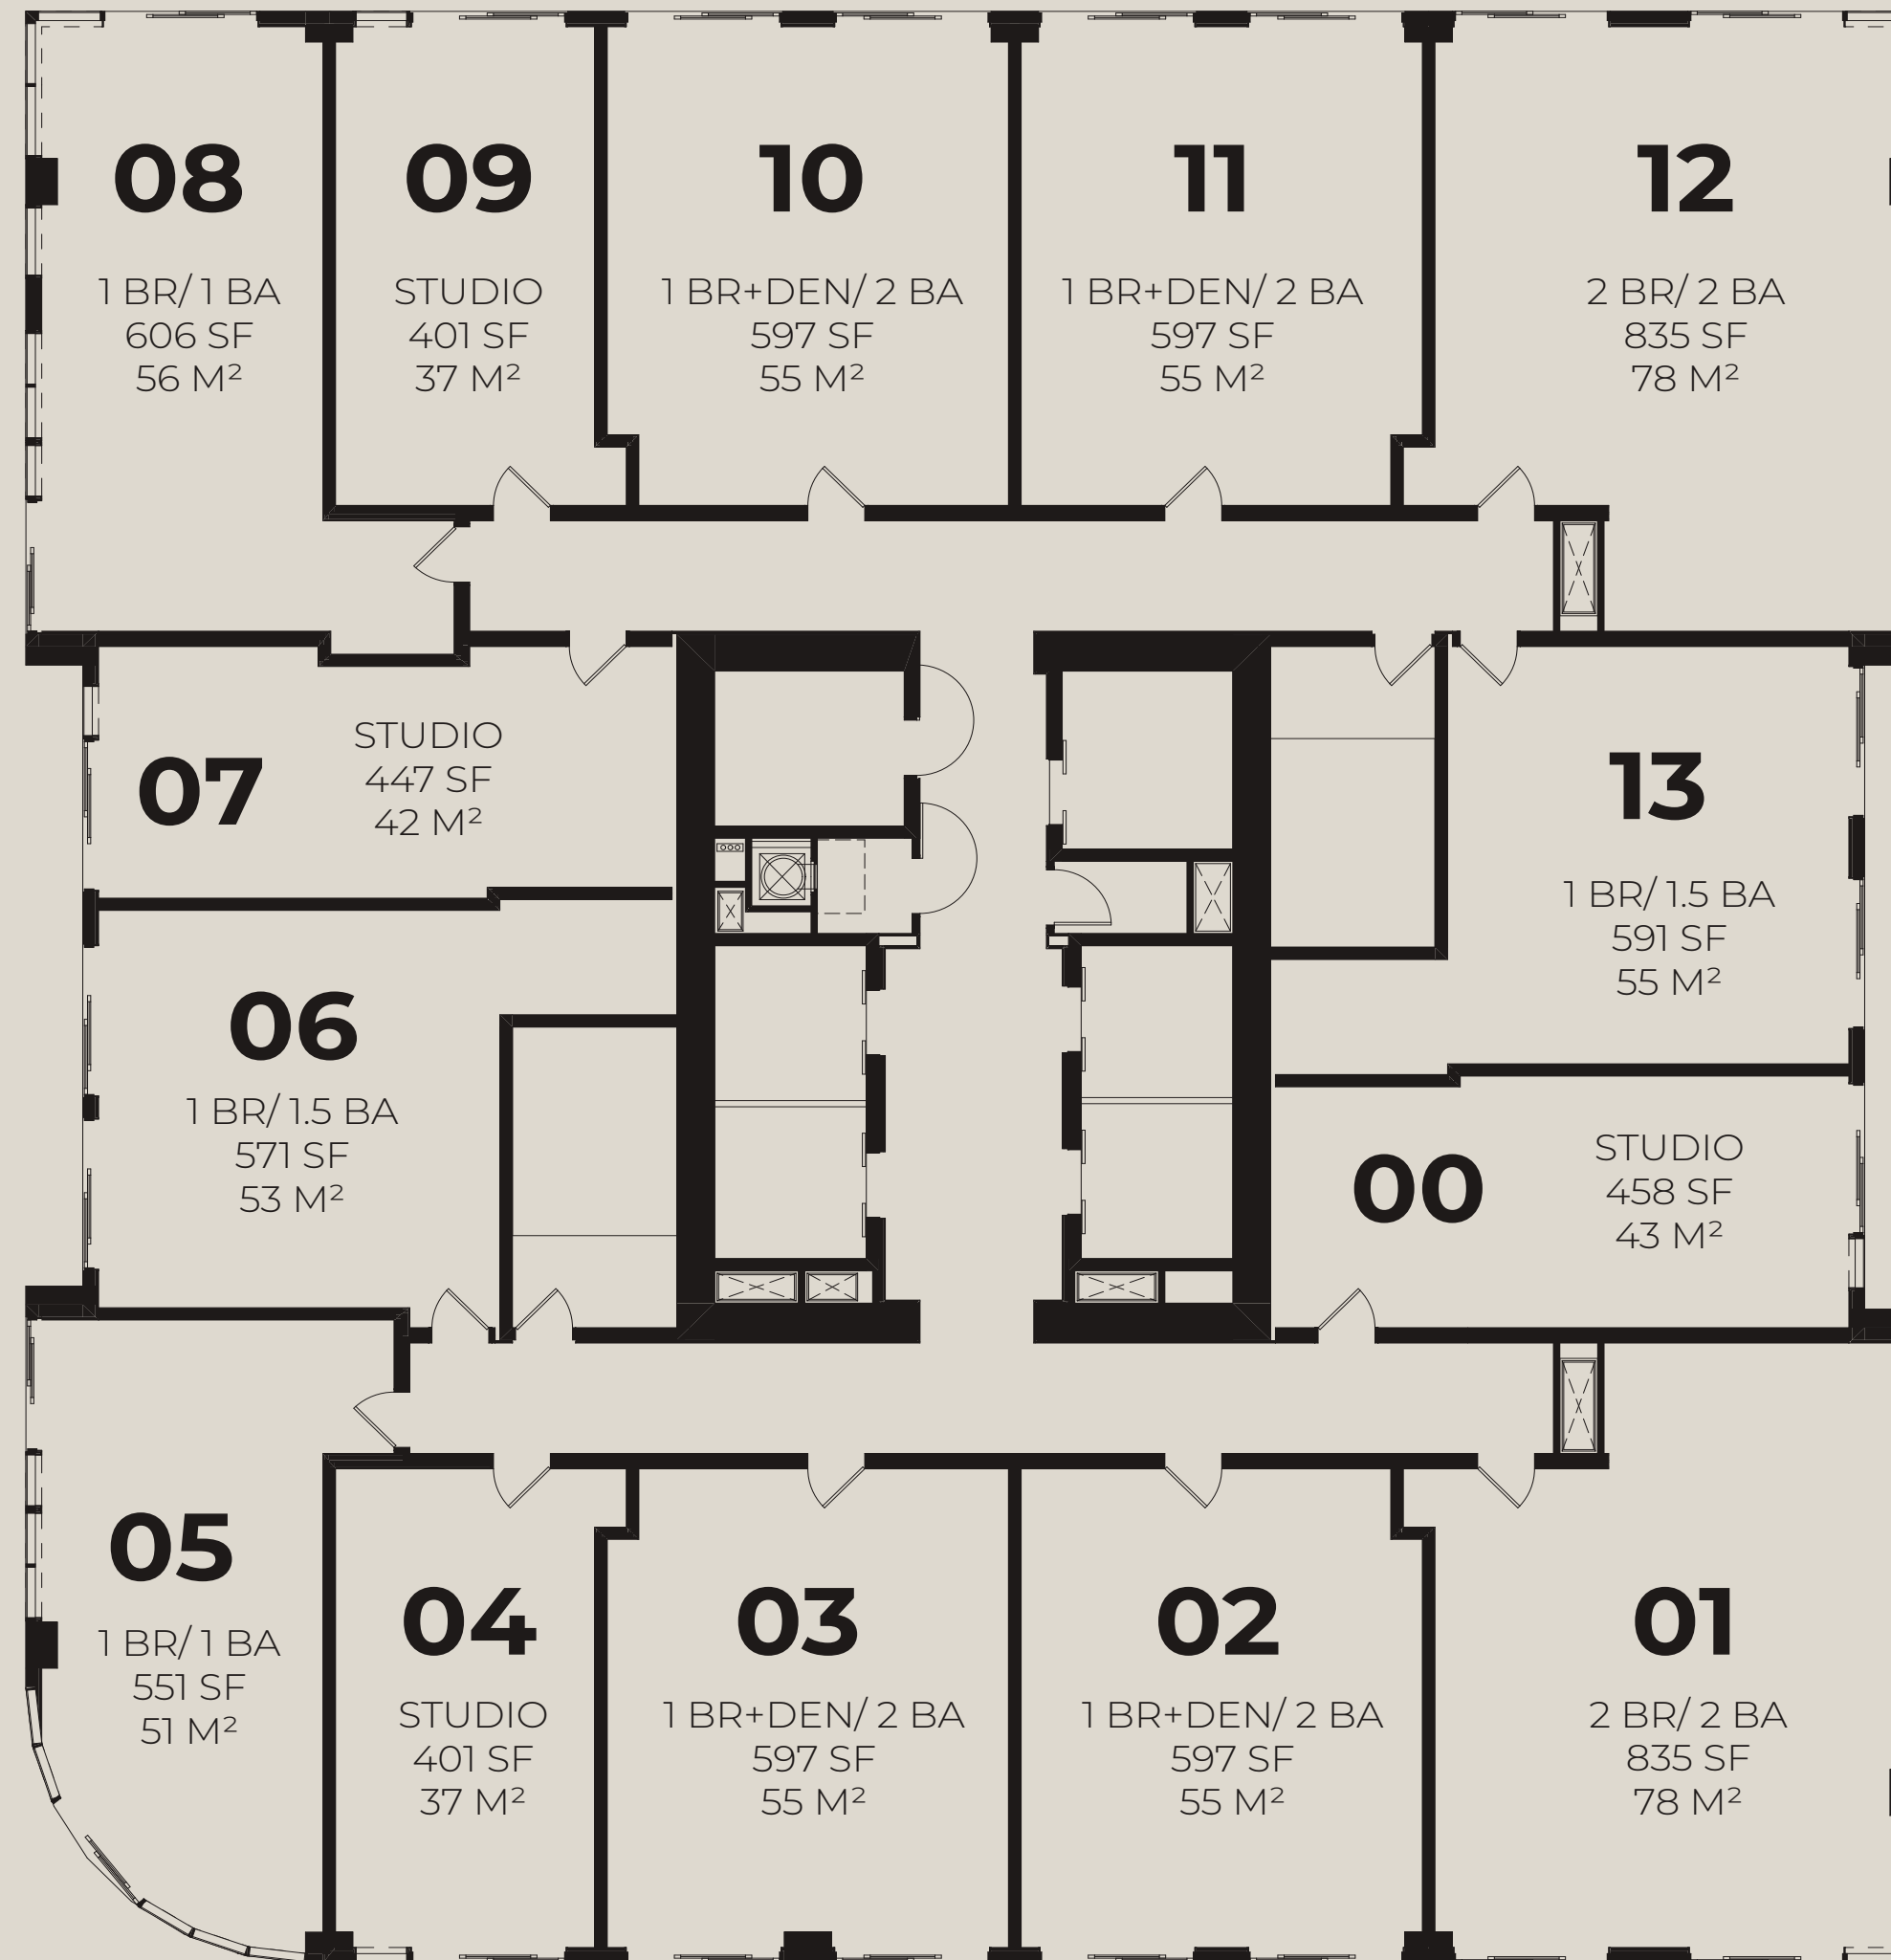 08
1 BR/ 1 BA
606 SF
56 M²
09
STUDIO
401 SF
37 M²
10
1 BR+DEN/ 2 BA
597 SF
55 M²
11
1 BR+DEN/ 2 BA
597 SF
55 M²
12
2 BR/ 2 BA
835 SF
78 M²
07
STUDIO
447 SF
42 M²
13
1 BR/ 1.5 BA
591 SF
55 M²
06
1 BR/ 1.5 BA
571 SF
53 M²
00
STUDIO
458 SF
43 M²
05
1 BR/ 1 BA
551 SF
51 M²
04
STUDIO
401 SF
37 M²
03
1 BR+DEN/ 2 BA
597 SF
55 M²
02
1 BR+DEN/ 2 BA
597 SF
55 M²
01
2 BR/ 2 BA
835 SF
78 M²